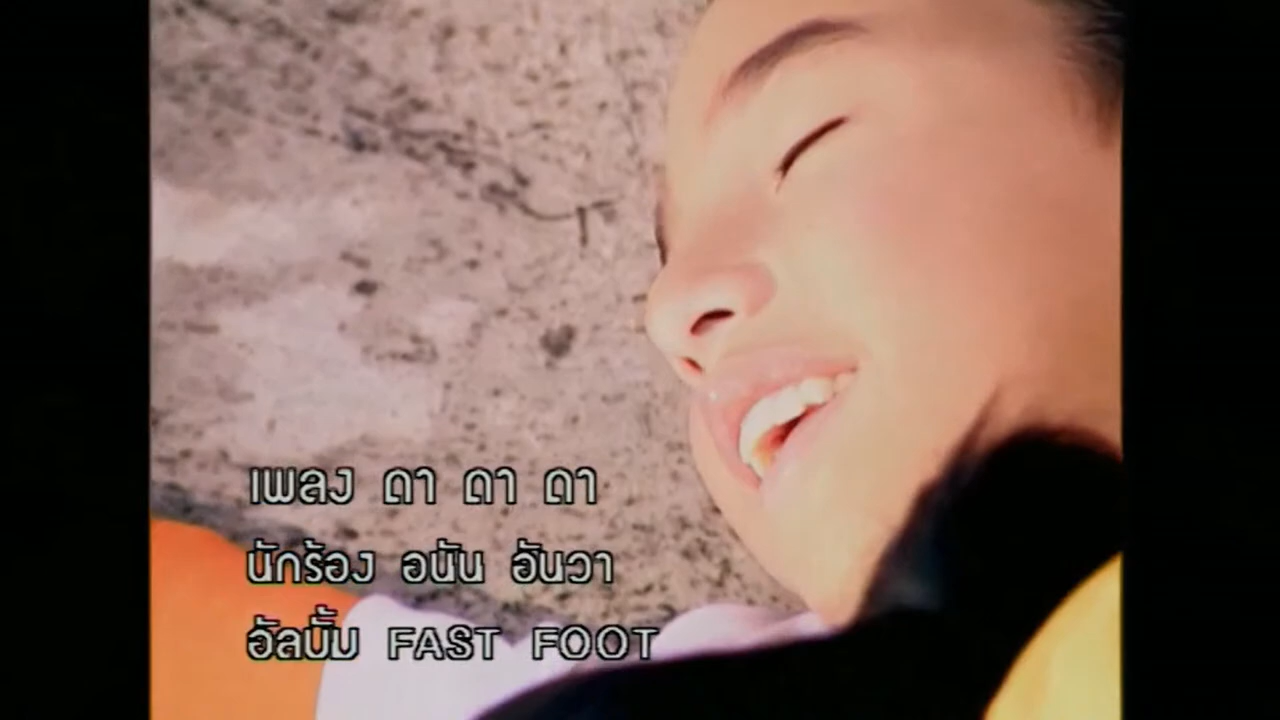 เพลง ดา ดา ดา
นักร้อง อนัน อันวา
อัลบั้ม FAST FOOT